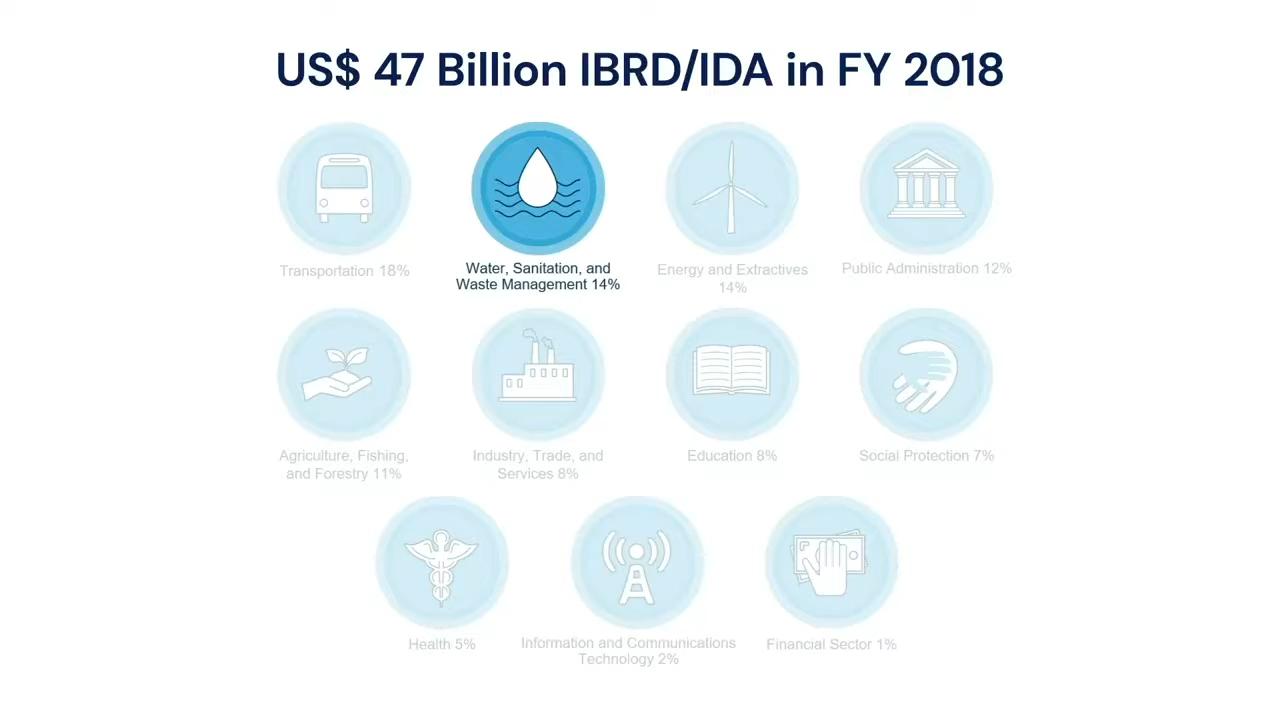 US$ 47 Billion IBRD/IDA in FY 2018
Transportation 18%
Water, Sanitation, and
Waste Management 14%
Energy and Extractives
14%
Public Administration 12%
Agriculture, Fishing,
and Forestry 11%
Industry, Trade, and
Services 8%
Education 8%
Social Protection 7%
Health 5%
Information and Communications
Technology 2%
Financial Sector 1%